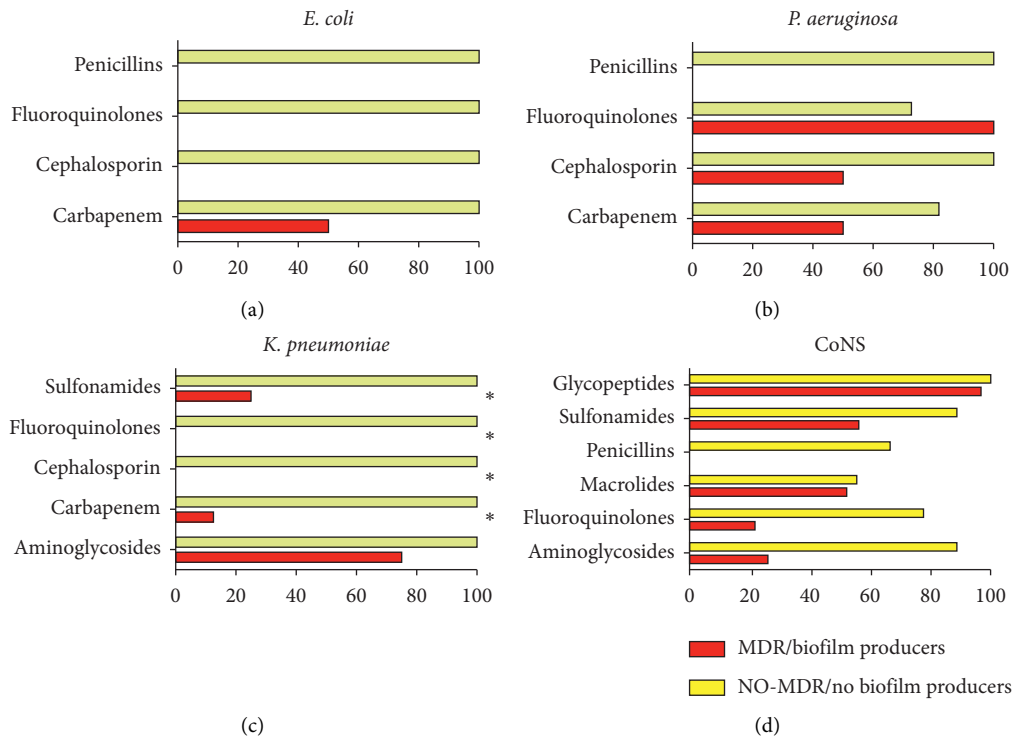 E. coli
Penicillins
Fluoroquinolones
Cephalosporin
Carbapenem
0 20 40 60 80 100
(a)
P. aeruginosa
Penicillins
Fluoroquinolones
Cephalosporin
Carbapenem
0 20 40 60 80 100
(b)
K. pneumoniae
Sulfonamides
*
Fluoroquinolones
*
Cephalosporin
*
Carbapenem
*
Aminoglycosides
0 20 40 60 80 100
(c)
CoNS
Glycopeptides
Sulfonamides
Penicillins
Macrolides
Fluoroquinolones
Aminoglycosides
0 20 40 60 80 100
MDR/biofilm producers
NO-MDR/no biofilm producers
(d)